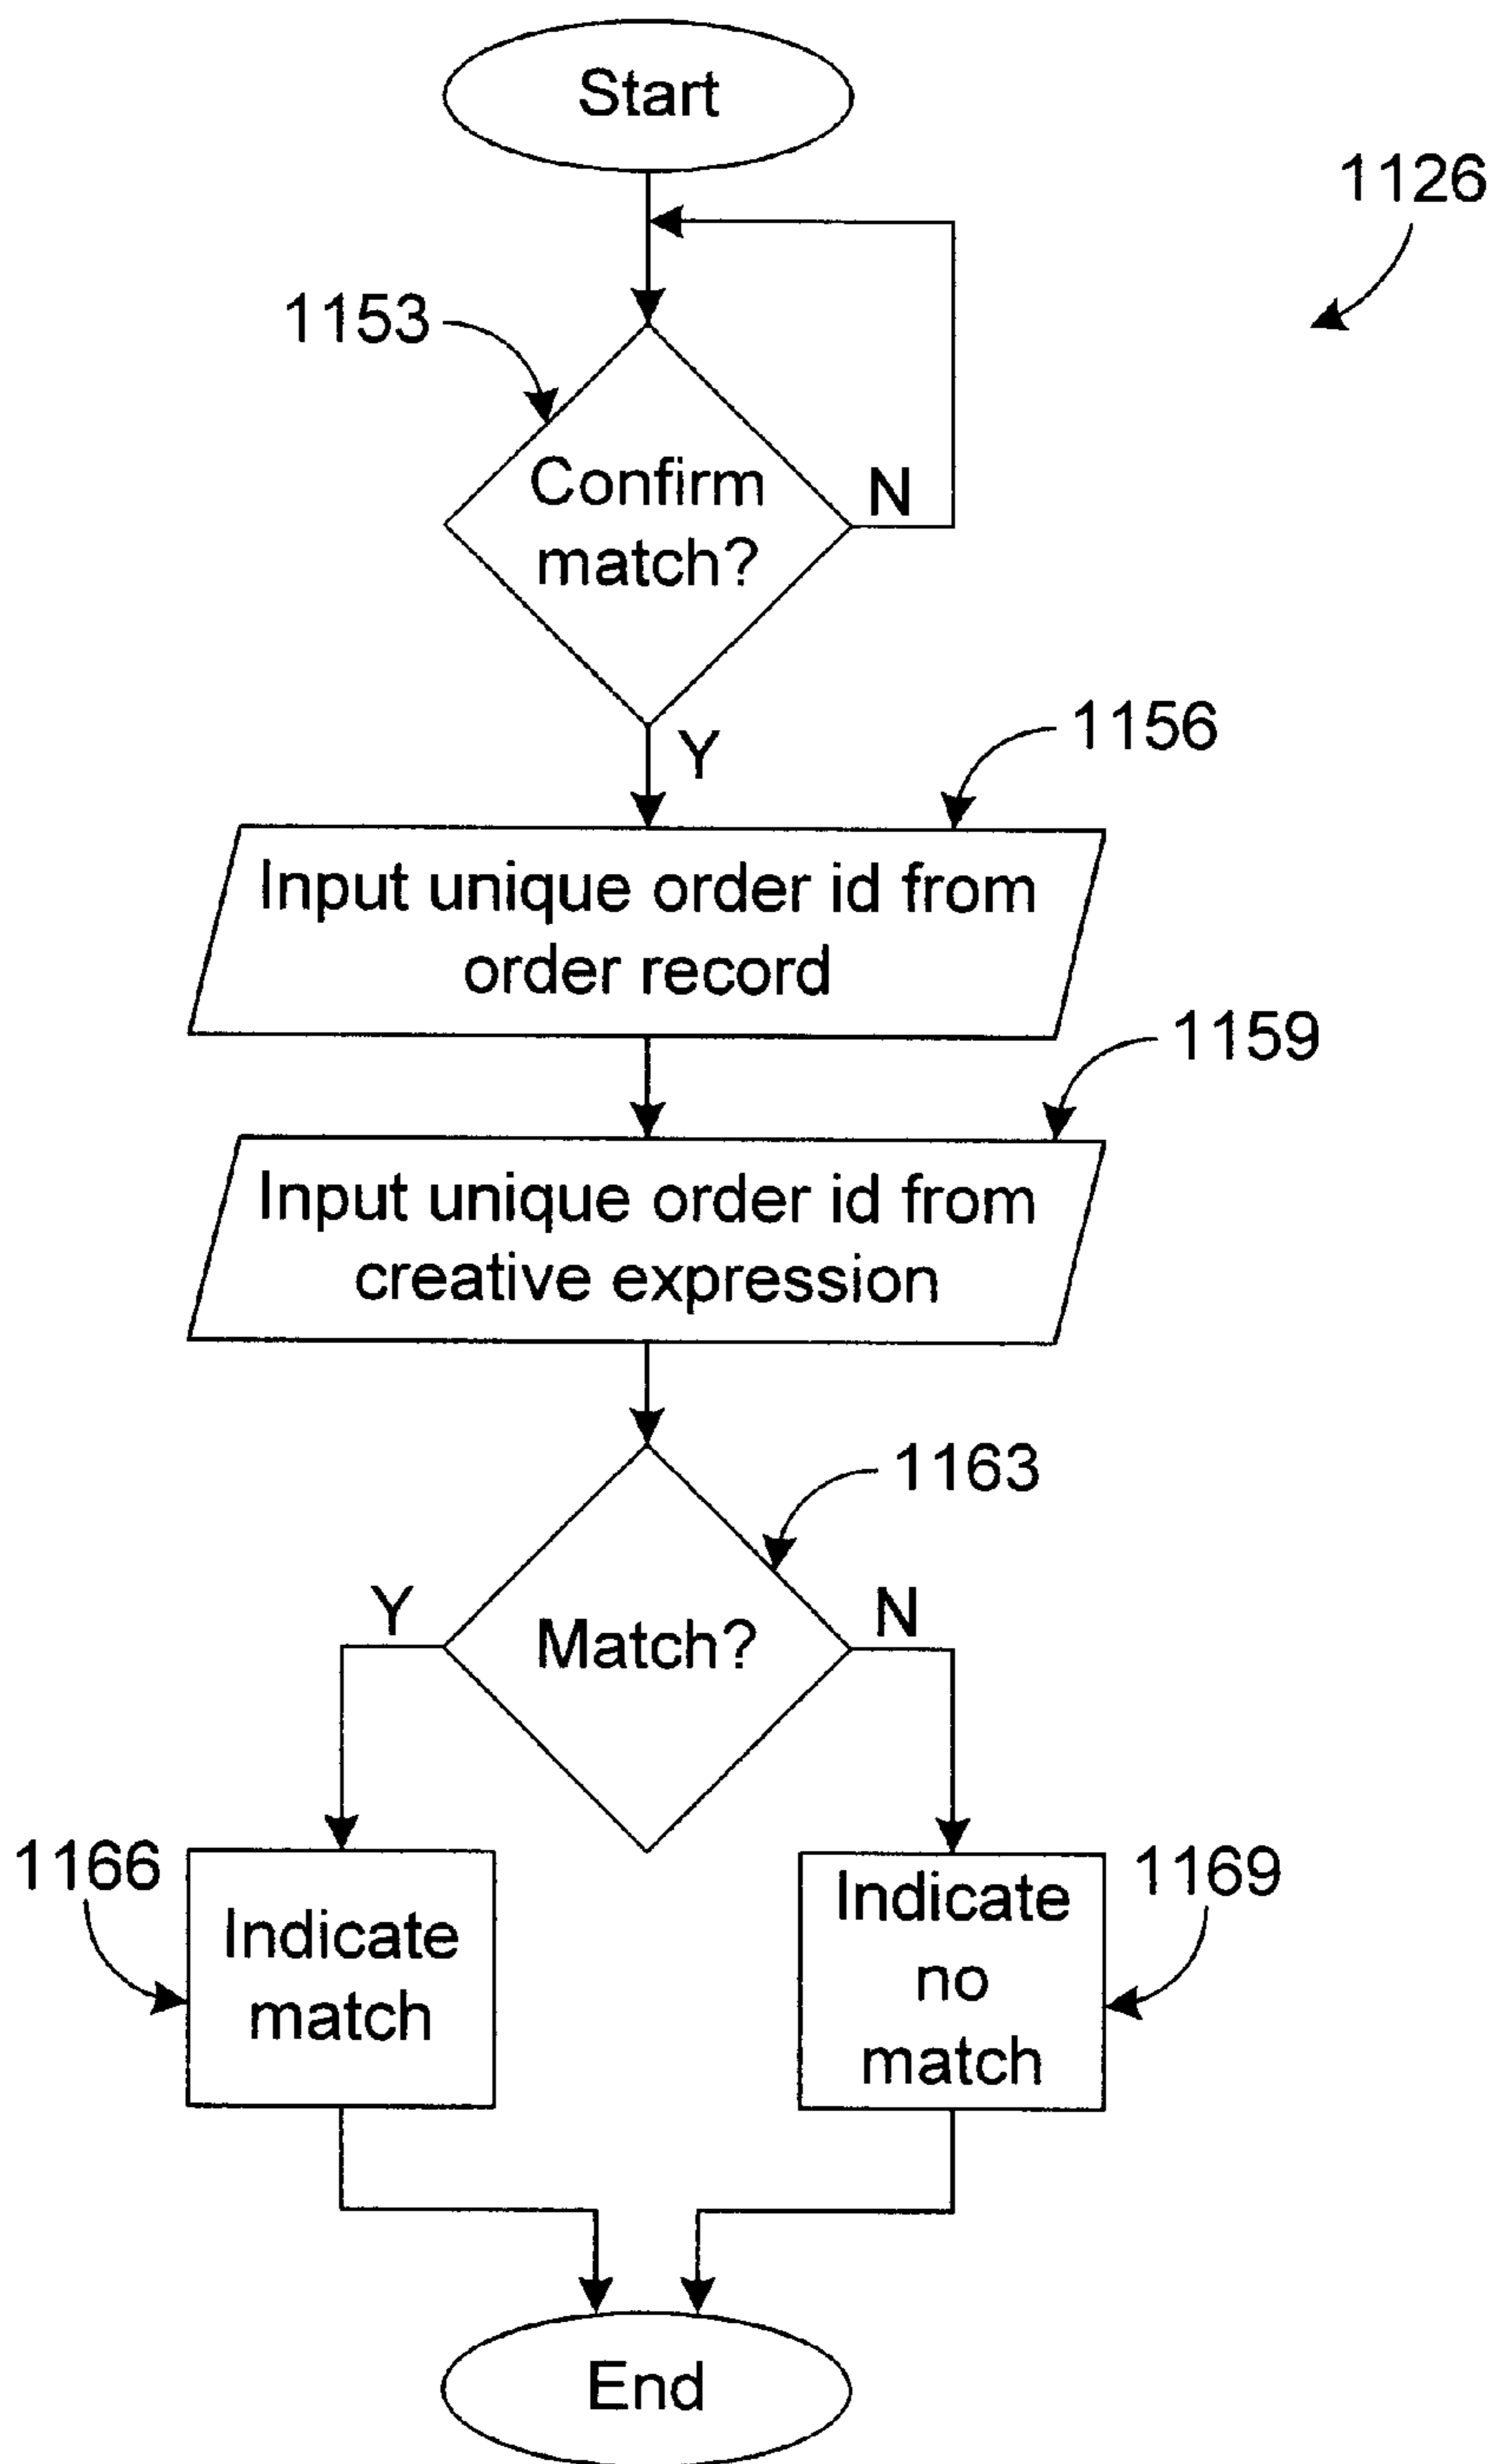 Start
1126
1153
Confirm
match?
N
Y
1156
Input unique order id from
order record
1159
Input unique order id from
creative expression
1163
Y
N
Match?
1166
1169
Indicate
match
Indicate
no
match
End